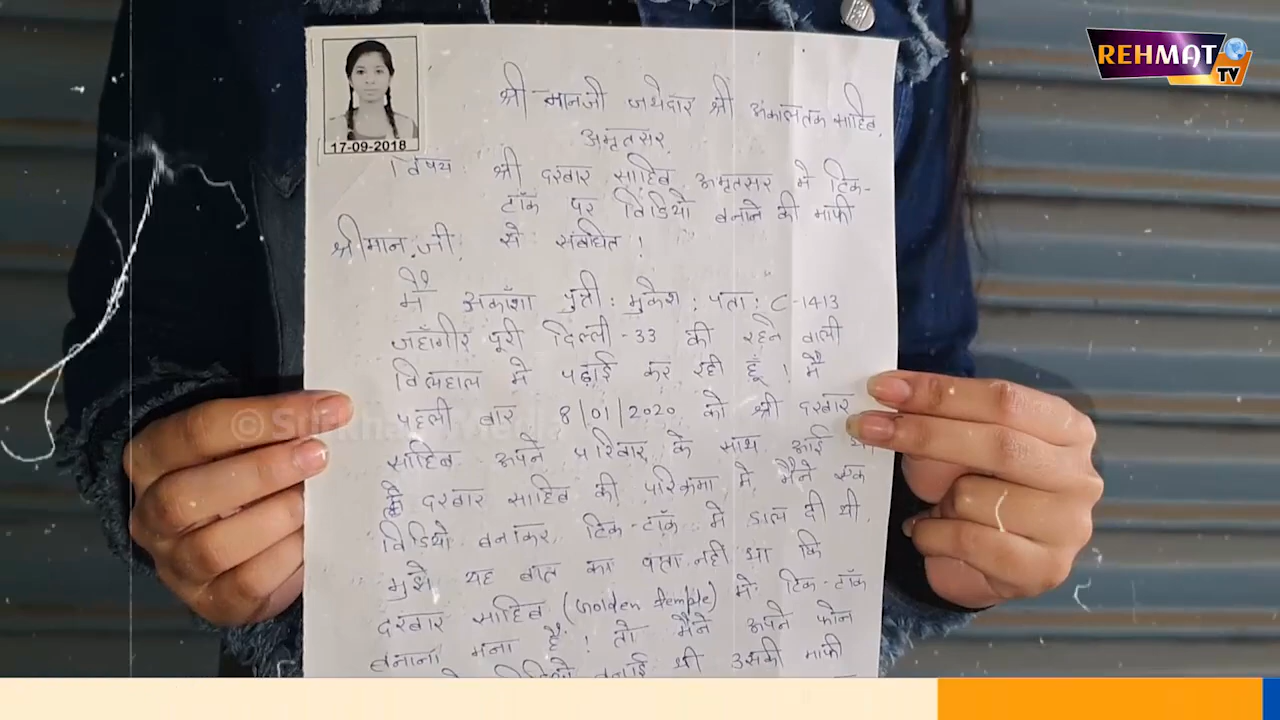 REHMAT
TV
17-09-2018
श्री मानजी जथेदार श्री अकालतक साहिब,
अमृतसर
विषय: श्री दरबार साहिब अमृतसर मे टिक-
टॉक पर विडियो बनाने की माफी
श्रीमान जी, से संबंधित।
मैं अकाँशा पुत्री: मुकेश: पता: C-1413
जहाँगीर पूरी दिल्ली-33 की रहने वाली
में पढ़ाई कर रही हूँ। मैं
पहली बार 8/01/2020 को श्री दरबार
साहिब अपने परिवार के साथ आई
दरबार साहिब की परिक्रमा मे मैंने एक
विडियो बनाकर टिक-टॉक मे डाल दी थी,
मुझे यह बात का पता नही था कि
दरबार साहिब (Golden temple) मे टिक-टॉक
बनाना मना है। तो मैंने अपने फोन
बनाई थी उसकी माफी